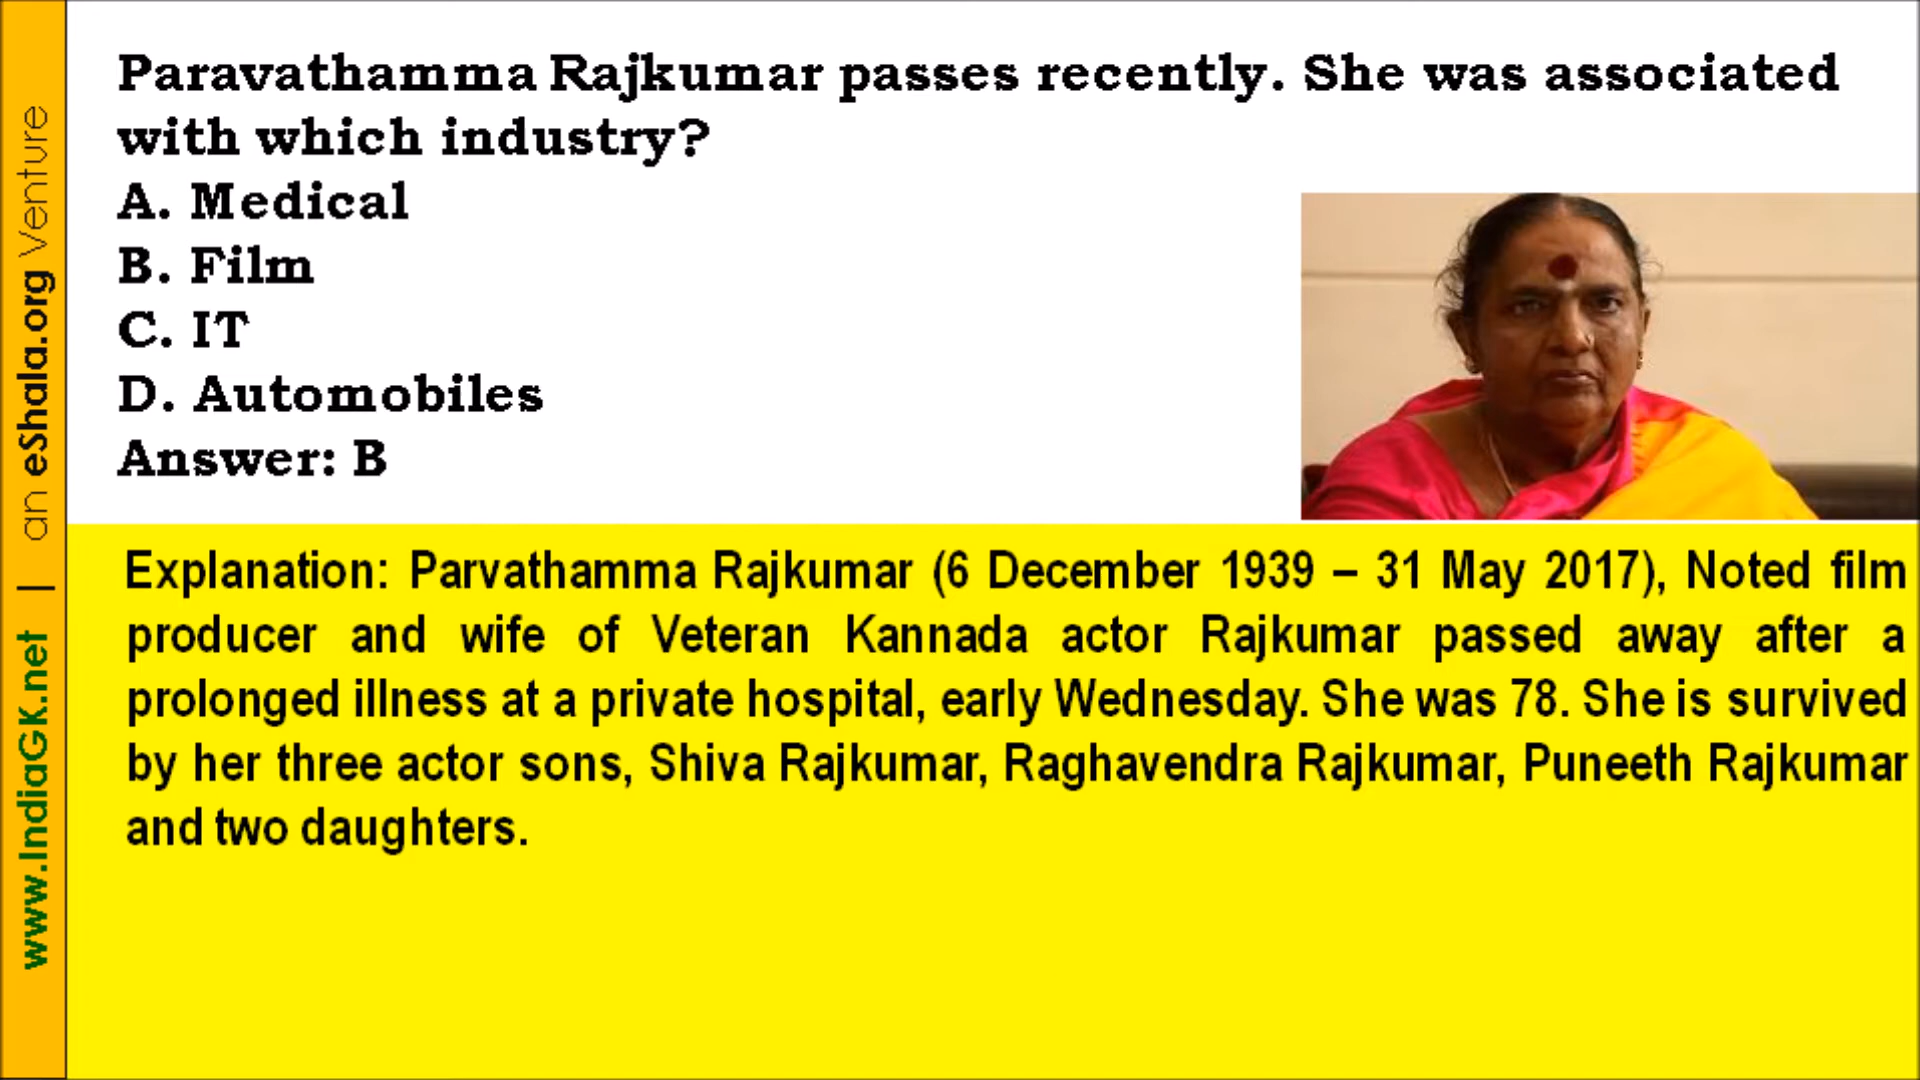 Paravathamma Rajkumar passes recently. She was associated
with which industry?
A. Medical
B. Film
C. IT
D. Automobiles
Answer: B
Explanation: Parvathamma Rajkumar (6 December 1939 – 31 May 2017), Noted film
producer and wife of Veteran Kannada actor Rajkumar passed away after a
prolonged illness at a private hospital, early Wednesday. She was 78. She is survived
by her three actor sons, Shiva Rajkumar, Raghavendra Rajkumar, Puneeth Rajkumar
and two daughters.
www.IndiaGK.net | an eShala.org Venture